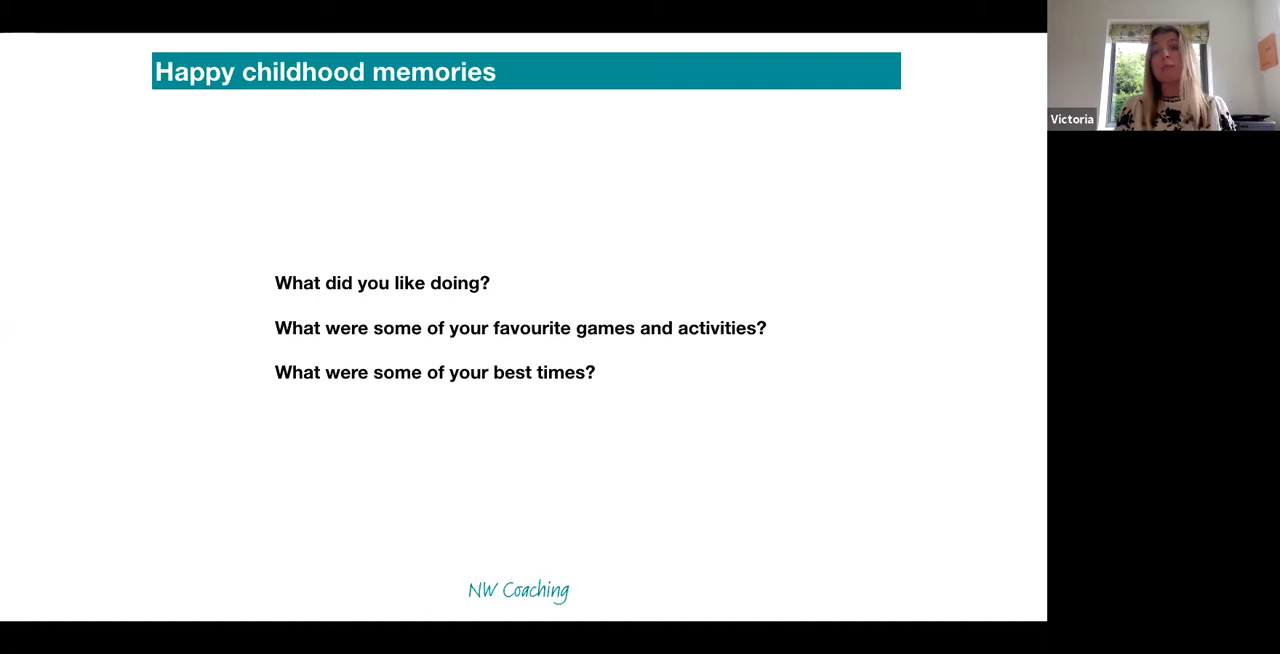 Happy childhood memories
Victoria
What did you like doing?
What were some of your favourite games and activities?
What were some of your best times?
NW Coaching